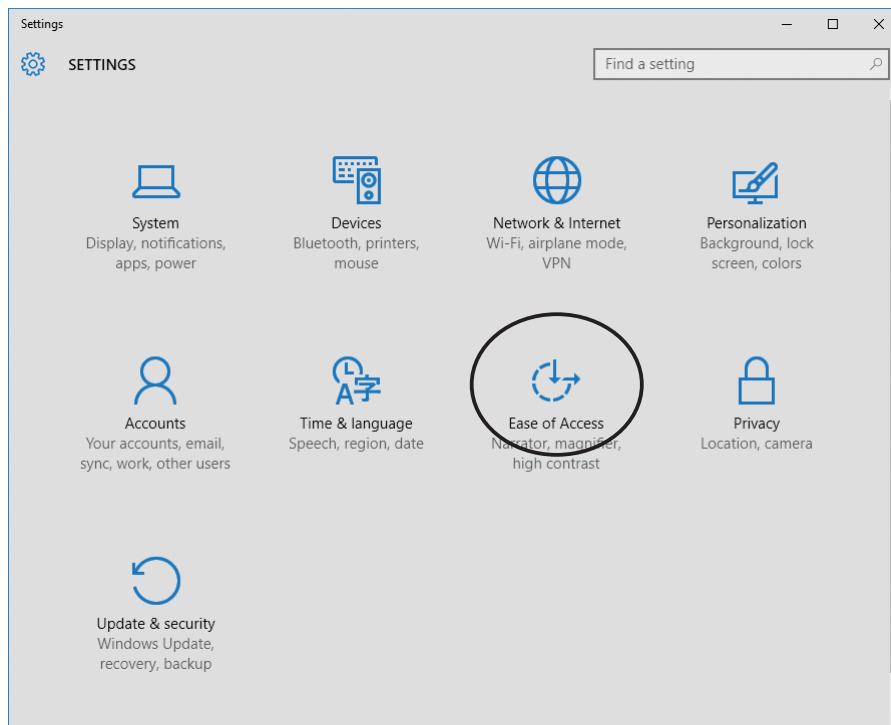 Settings
SETTINGS
Find a setting
System
Display, notifications,
apps, power
Devices
Bluetooth, printers,
mouse
Network & Internet
Wi-Fi, airplane mode,
VPN
Personalization
Background, lock
screen, colors
Accounts
Your accounts, email,
sync, work, other users
Time & language
Speech, region, date
Ease of Access
Narrator, magnifier,
high contrast
Privacy
Location, camera
Update & security
Windows Update,
recovery, backup